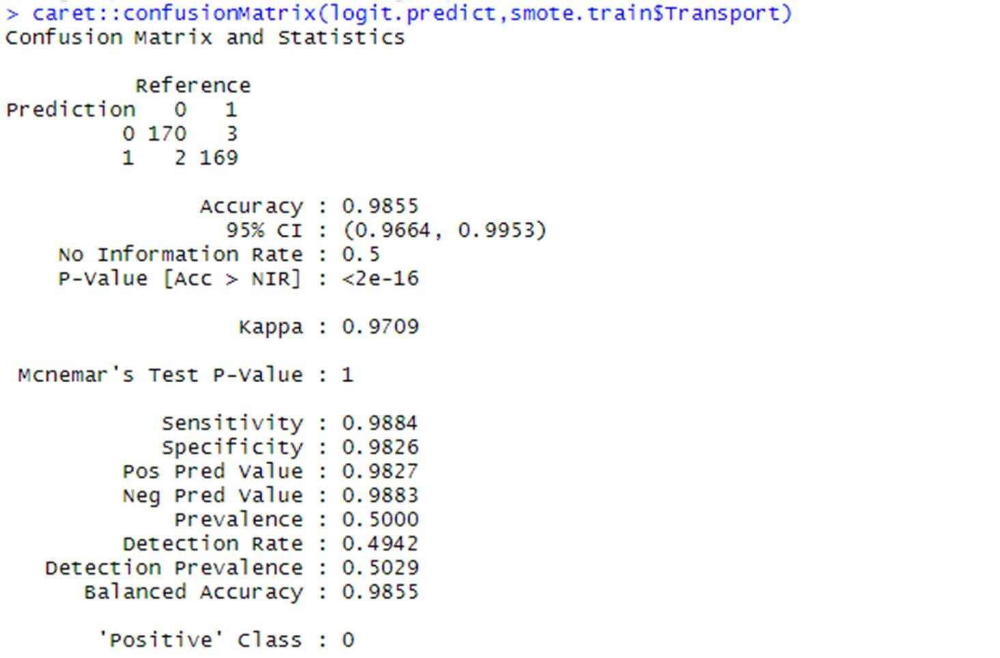 > caret::confusionMatrix(logit.predict,smote.train$Transport)
Confusion Matrix and Statistics
Reference
Prediction 0 1
0 170 3
1 2 169
Accuracy : 0.9855
95% CI : (0.9664, 0.9953)
No Information Rate : 0.5
P-Value [Acc > NIR] : <2e-16
Kappa : 0.9709
Mcnemar's Test P-Value : 1
Sensitivity : 0.9884
Specificity : 0.9826
Pos Pred Value : 0.9827
Neg Pred Value : 0.9883
Prevalence : 0.5000
Detection Rate : 0.4942
Detection Prevalence : 0.5029
Balanced Accuracy : 0.9855
'Positive' Class : 0